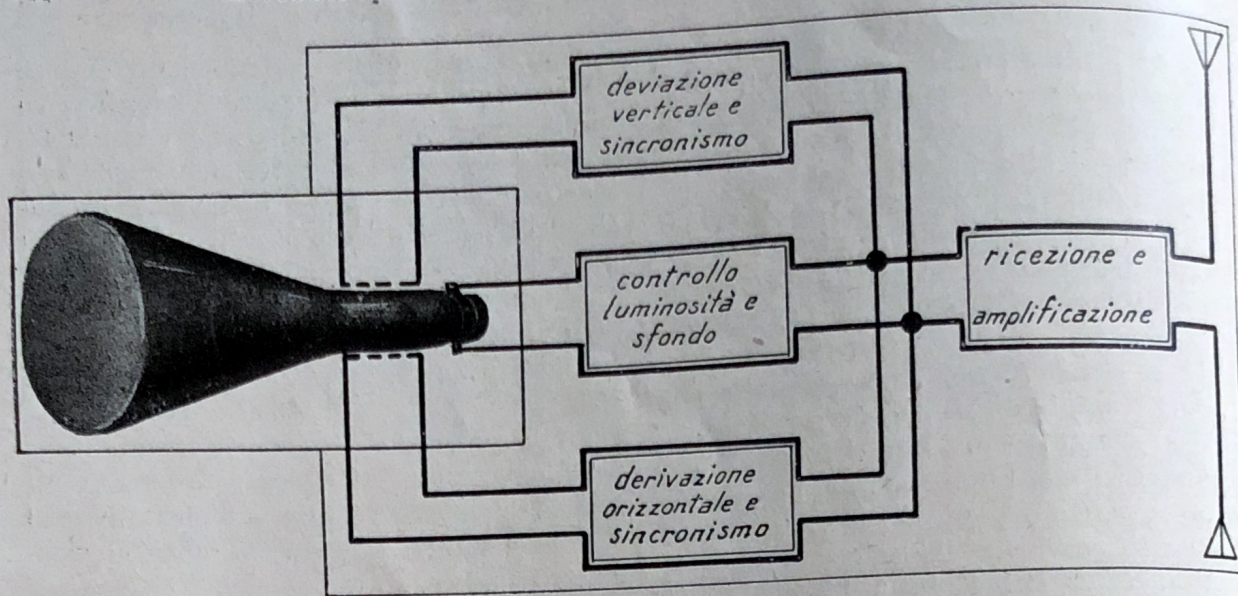 deviazione
verticale e
sincronismo
controllo
luminosità e
sfondo
ricezione e
amplificazione
derivazione
orizzontale e
sincronismo